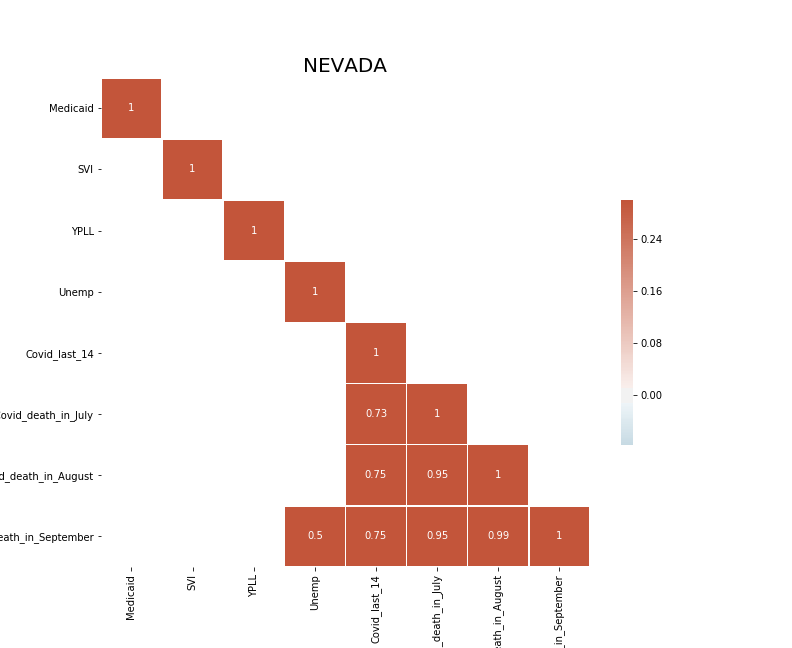 NEVADA
Medicaid
1
SVI
1
0.24
YPLL
1
0.16
Unemp
1
0.08
Covid_last_14
1
0.00
ovid_death_in_July
0.73
1
d_death_in_August
0.75
0.95
1
eath_in_September
0.5
0.75
0.95
0.99
1
Medicaid
SVI
YPLL
Unemp
Covid_last_14
_death_in_July
ath_in_August
_in_September